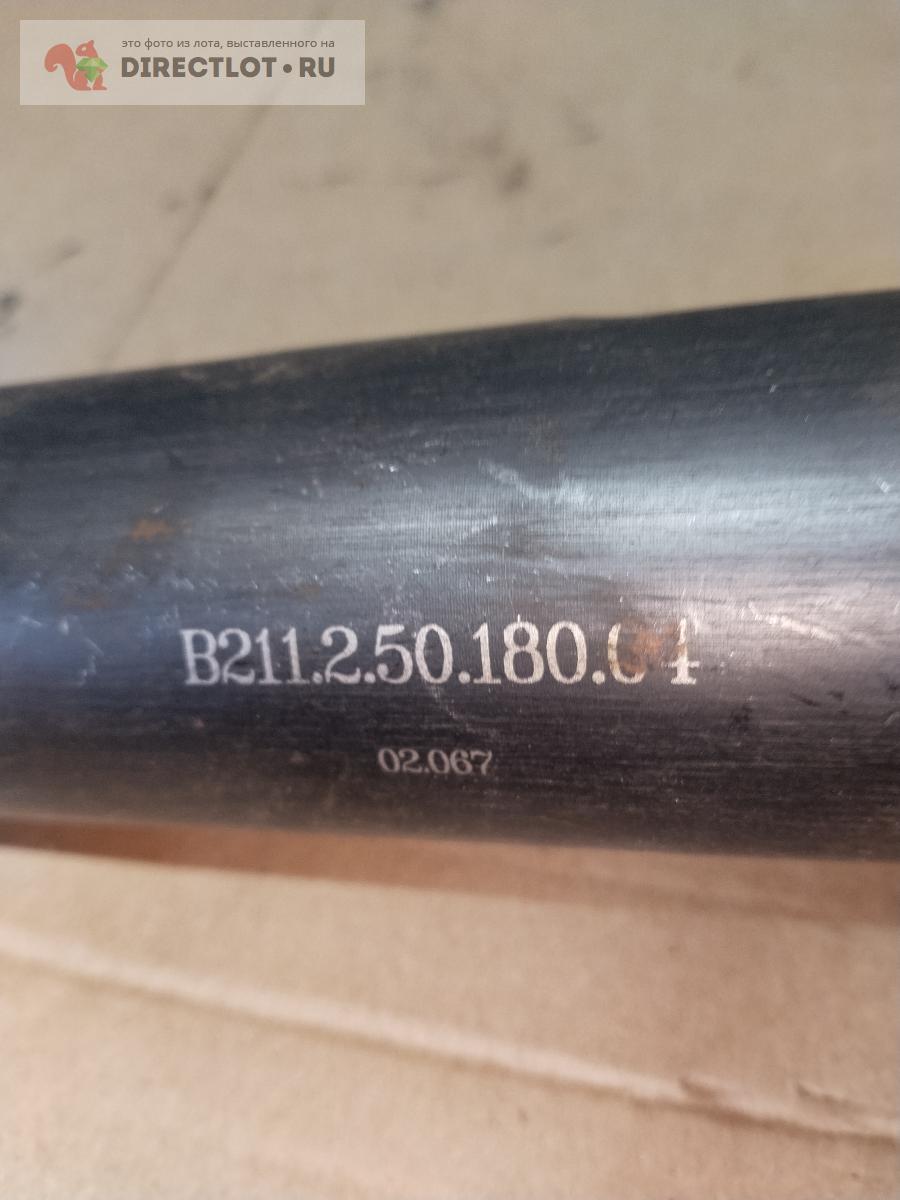 это фото из лота, выставленного на
DIRECTLOT•RU
B211.2.50.180.04
02.067